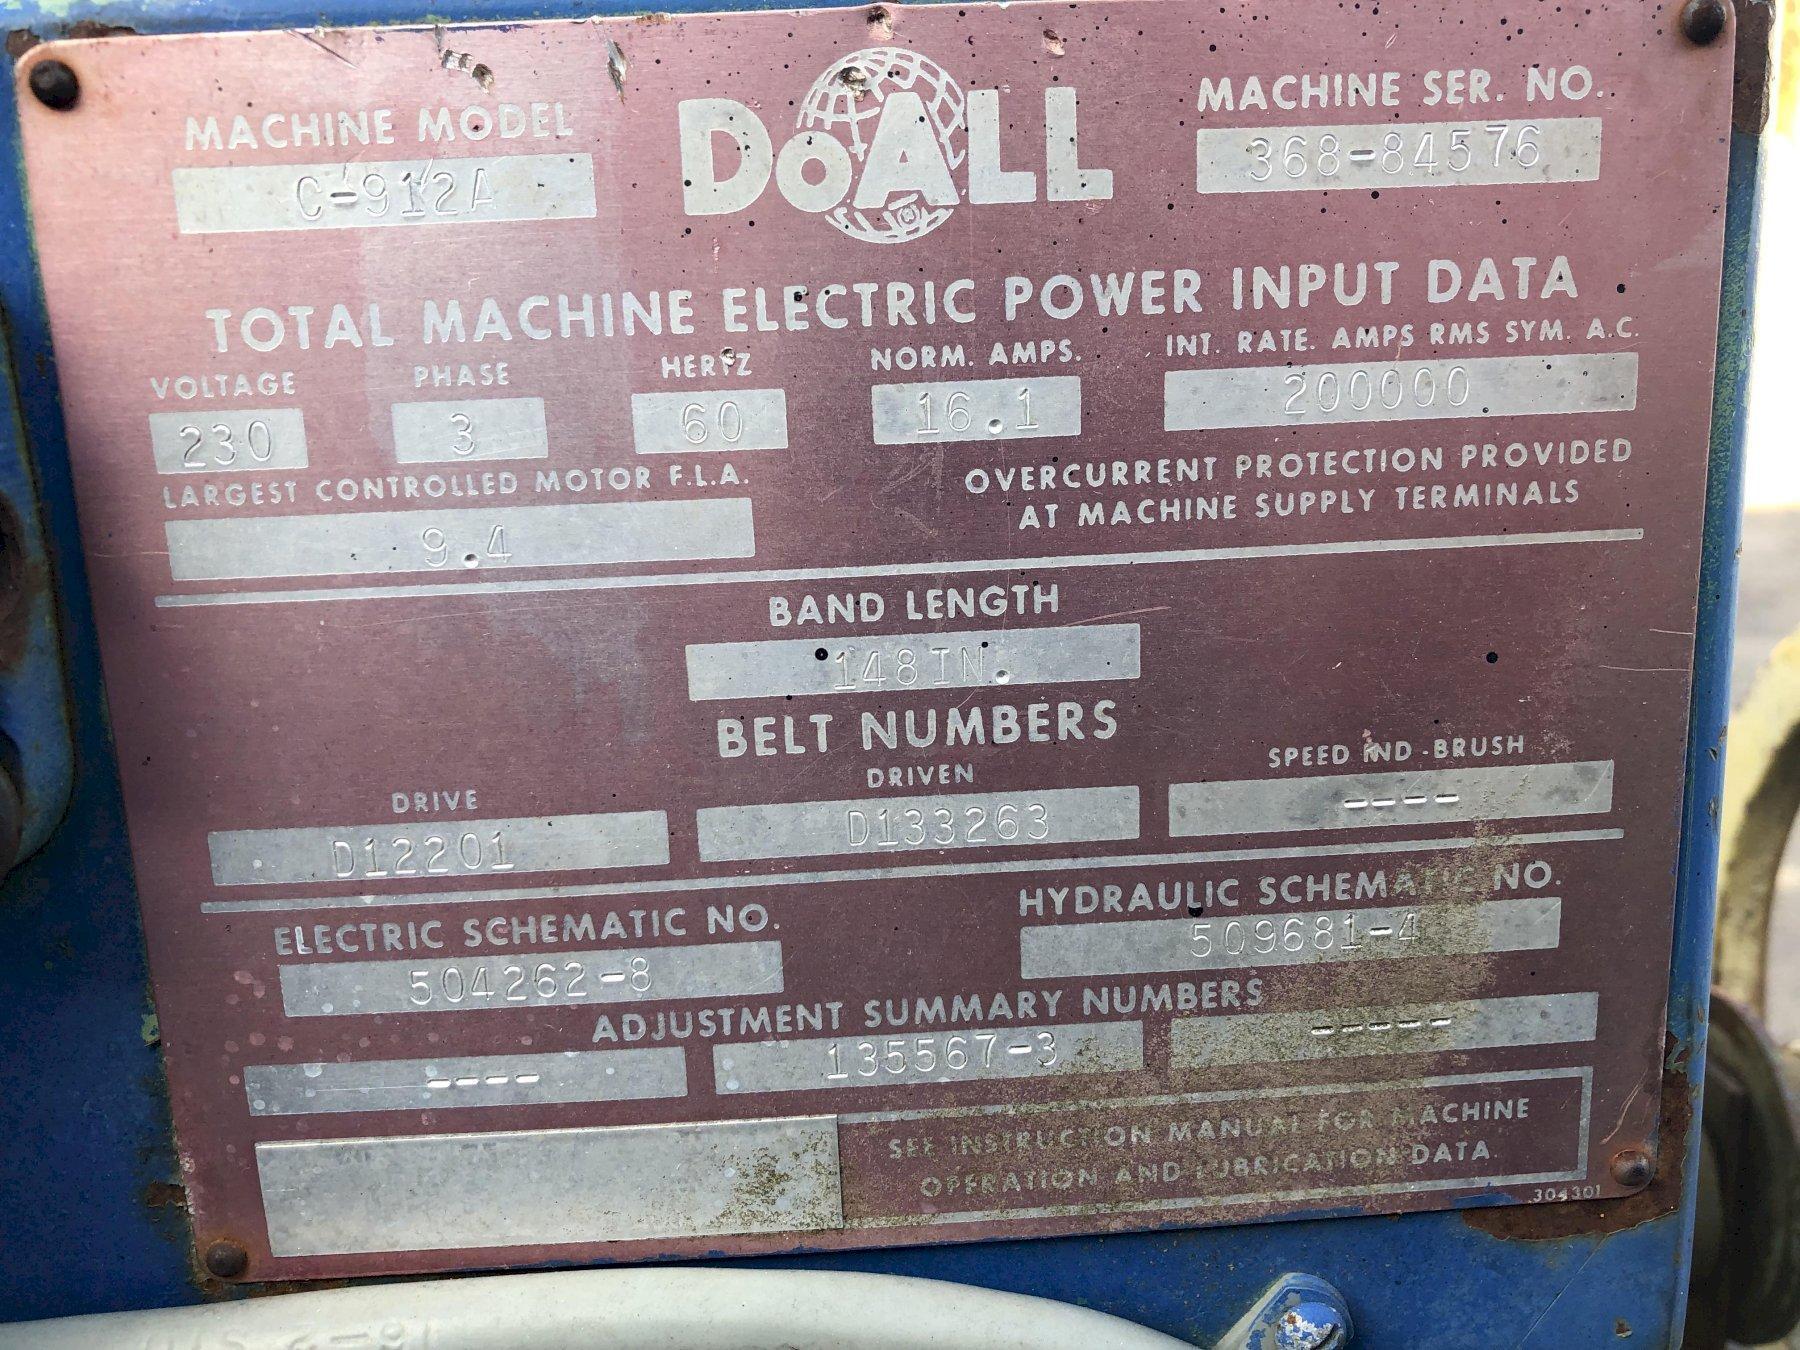 MACHINE MODEL
C-912A
DOALL
MACHINE SER. NO.
368-84576
TOTAL MACHINE ELECTRIC POWER INPUT DATA
VOLTAGE PHASE HERTZ NORM. AMPS. INT. RATE. AMPS RMS SYM. A.C.
230 3 60 16.1 200000
LARGEST CONTROLLED MOTOR F.L.A.
9.4
OVERCURRENT PROTECTION PROVIDED
AT MACHINE SUPPLY TERMINALS
BAND LENGTH
148IN.
BELT NUMBERS
DRIVE DRIVEN SPEED IND-BRUSH
D12201 D133263 ----
ELECTRIC SCHEMATIC NO. HYDRAULIC SCHEMATIC NO.
504262-8 509681-4
ADJUSTMENT SUMMARY NUMBERS
---- 135567-3 -----
SEE INSTRUCTION MANUAL FOR MACHINE
OPERATION AND LUBRICATION DATA
304301